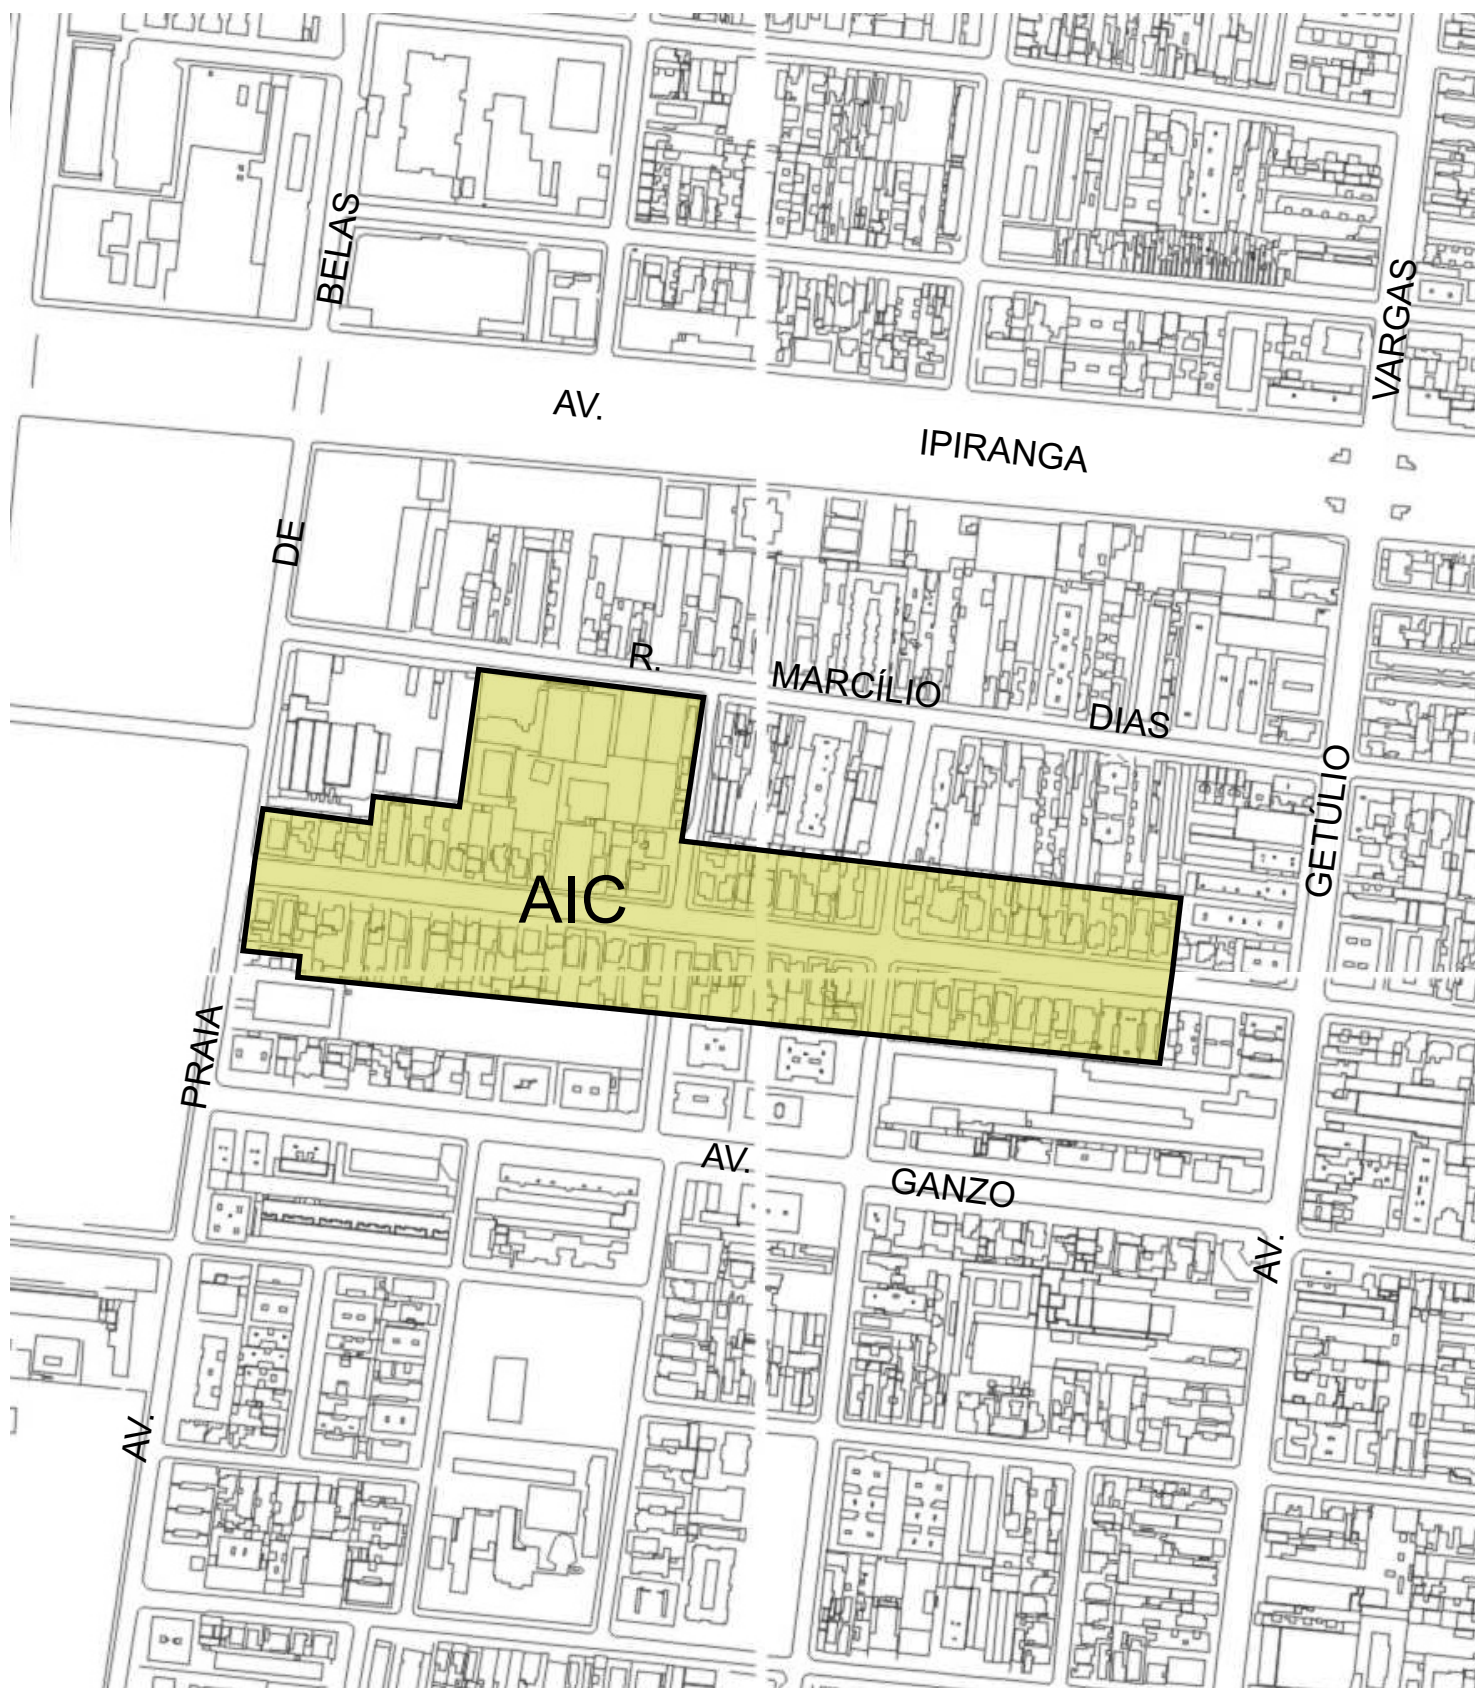 BELAS
VARGAS
AV.
IPIRANGA
DE
R.
MARCÍLIO
DIAS
GETÚLIO
AIC
PRAIA
AV.
GANZO
AV.
AV.